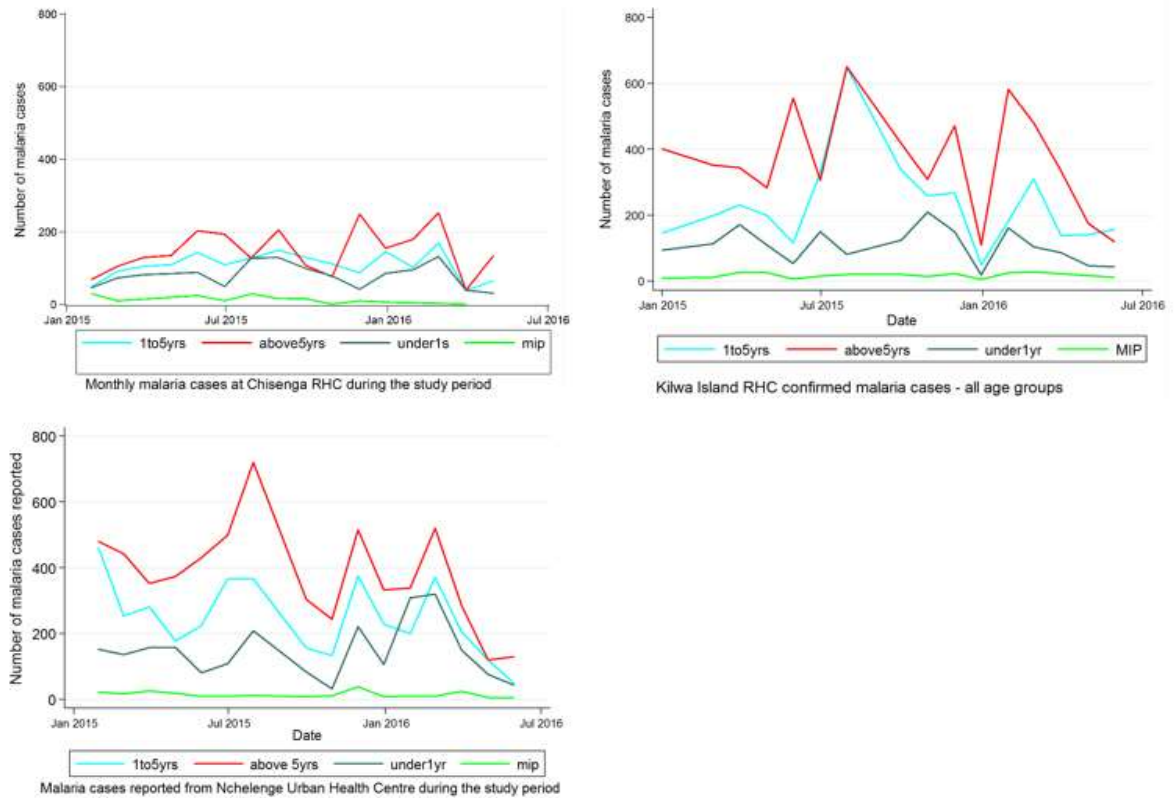 Number of malaria cases
800
600
400
200
0
Jan 2015 Jul 2015 Jan 2016 Jul 2016
1to5yrs above5yrs under1s mip
Monthly malaria cases at Chisenga RHC during the study period
Number of malaria cases
800
600
400
200
0
Jan 2015 Jul 2015 Jan 2016 Jul 2016
Date
1to5yrs above5yrs under1yr MIP
Kilwa Island RHC confirmed malaria cases - all age groups
Number of malaria cases reported
800
600
400
200
0
Jan 2015 Jul 2015 Jan 2016 Jul 2016
Date
1to5yrs above 5yrs under1yr mip
Malaria cases reported from Nchelenge Urban Health Centre during the study period